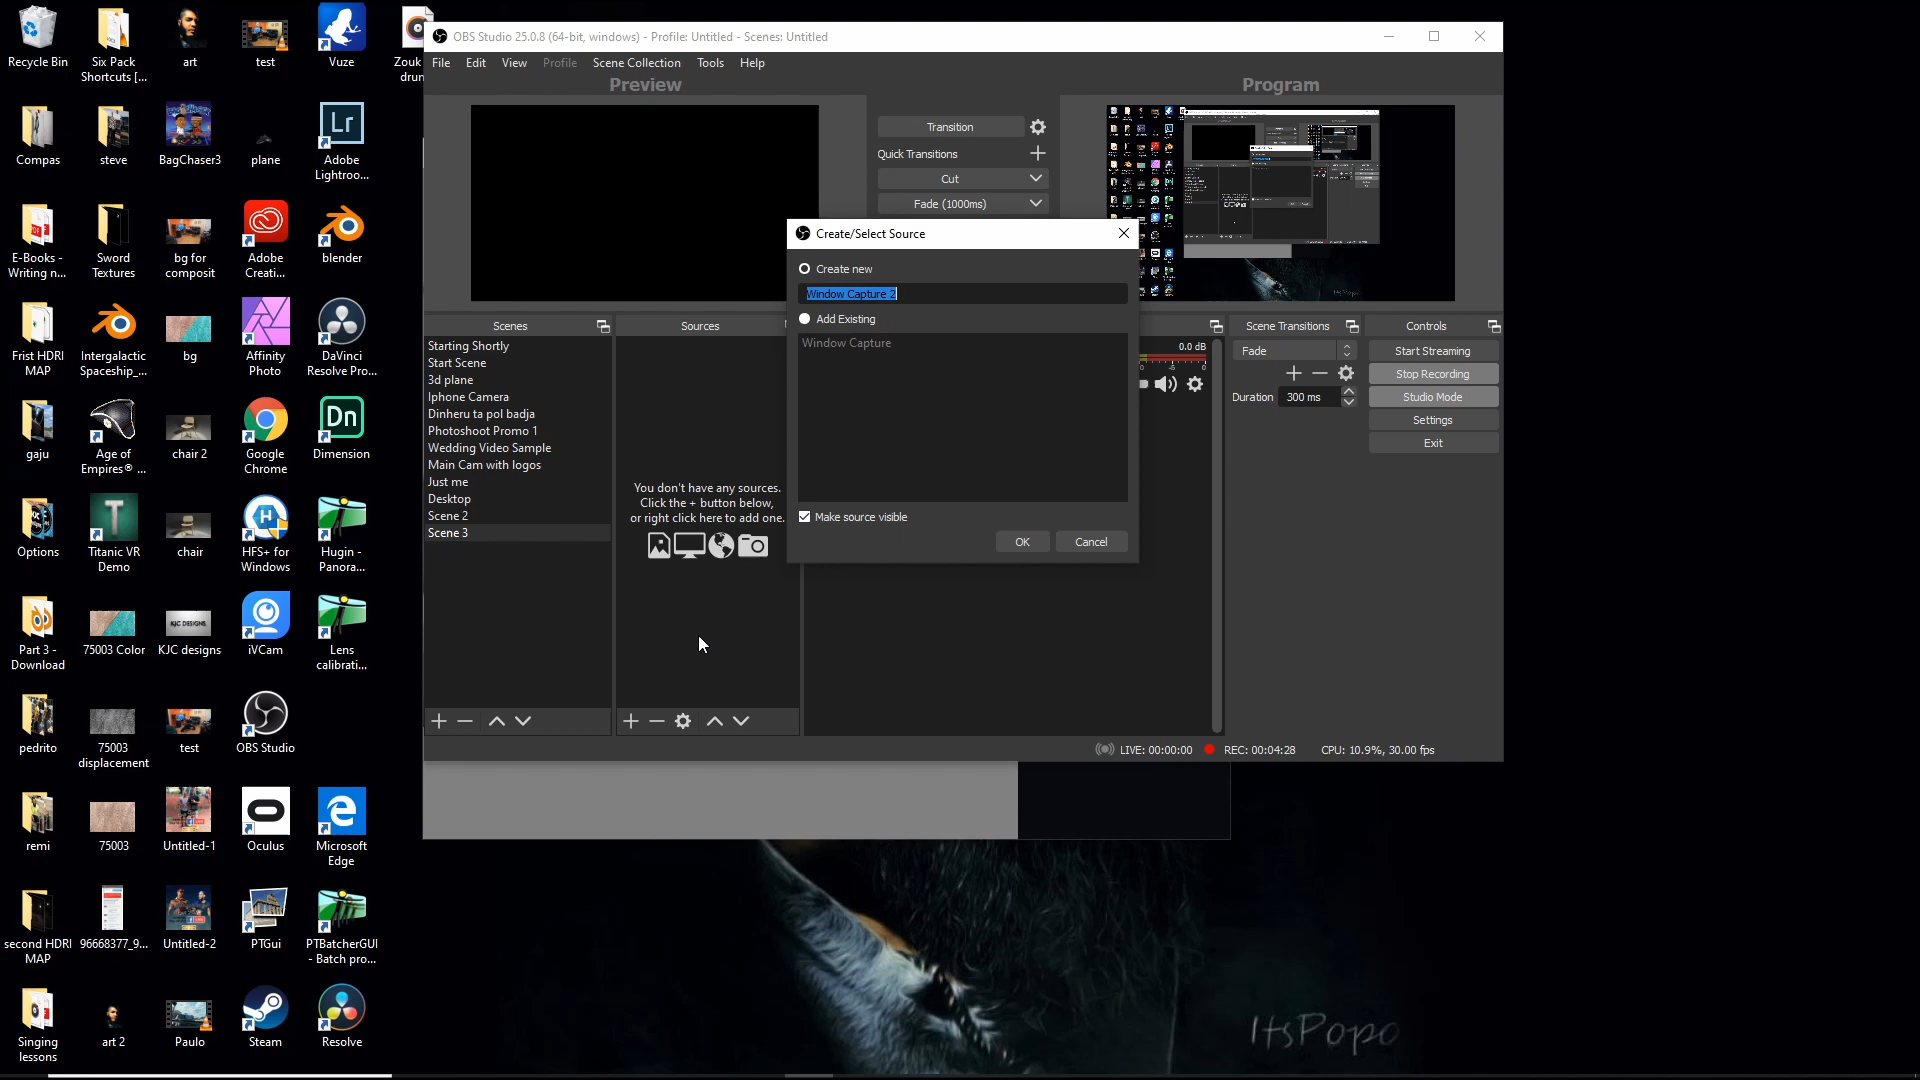 Recycle Bin
Six Pack
Shortcuts [...
art
test
Vuze
Zouk
drun
Compas
steve
BagChaser3
plane
Adobe
Lightroo...
E-Books -
Writing n...
Sword
Textures
bg for
composit
Adobe
Creati...
blender
Frist HDRI
MAP
Intergalactic
Spaceship_...
bg
Affinity
Photo
DaVinci
Resolve Pro...
gaju
Age of
Empires® ...
chair 2
Google
Chrome
Dimension
Options
Titanic VR
Demo
chair
HFS+ for
Windows
Hugin -
Panora...
Part 3 -
Download
75003 Color
KJC DESIGNS
KJC designs
iVCam
Lens
calibrati...
pedrito
75003
displacement
test
OBS Studio
remi
75003
Untitled-1
Oculus
Microsoft
Edge
second HDRI
MAP
96668377_9...
Untitled-2
PTGui
PTBatcherGUI
- Batch pro...
Singing
lessons
art 2
Paulo
Steam
Resolve
OBS Studio 25.0.8 (64-bit, windows) - Profile: Untitled - Scenes: Untitled
File Edit View Profile Scene Collection Tools Help
Preview
Program
Transition
Quick Transitions
Cut
Fade (1000ms)
Create/Select Source
Create new
Window Capture 2
Add Existing
Window Capture
Make source visible
OK Cancel
Scenes
Starting Shortly
Start Scene
3d plane
Iphone Camera
Dinheru ta pol badja
Photoshoot Promo 1
Wedding Video Sample
Main Cam with logos
Just me
Desktop
Scene 2
Scene 3
Sources
You don't have any sources.
Click the + button below,
or right click here to add one.
0.0 dB
-5 0
Scene Transitions
Fade
Duration 300 ms
Controls
Start Streaming
Stop Recording
Studio Mode
Settings
Exit
LIVE: 00:00:00 REC: 00:04:28 CPU: 10.9%, 30.00 fps
ItsPopo